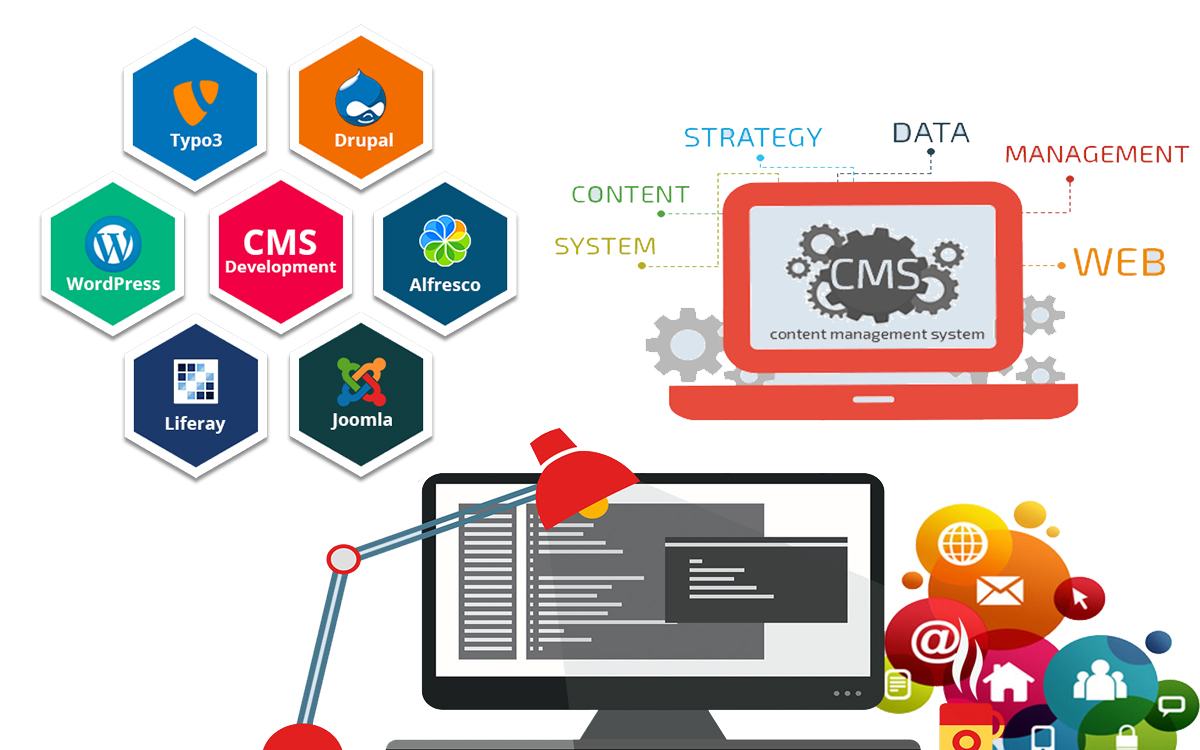 Typo3
Drupal
WordPress
CMS
Development
Alfresco
Liferay
Joomla
STRATEGY
DATA
MANAGEMENT
CONTENT
SYSTEM
WEB
CMS
content management system
@